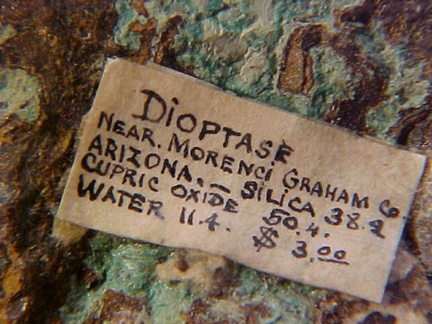 DIOPTASE
NEAR. MORENCI GRAHAM Co
ARIZONA. — SILICA 38.2
CUPRIC OXIDE 50.4.
WATER 11.4. $ 3.00